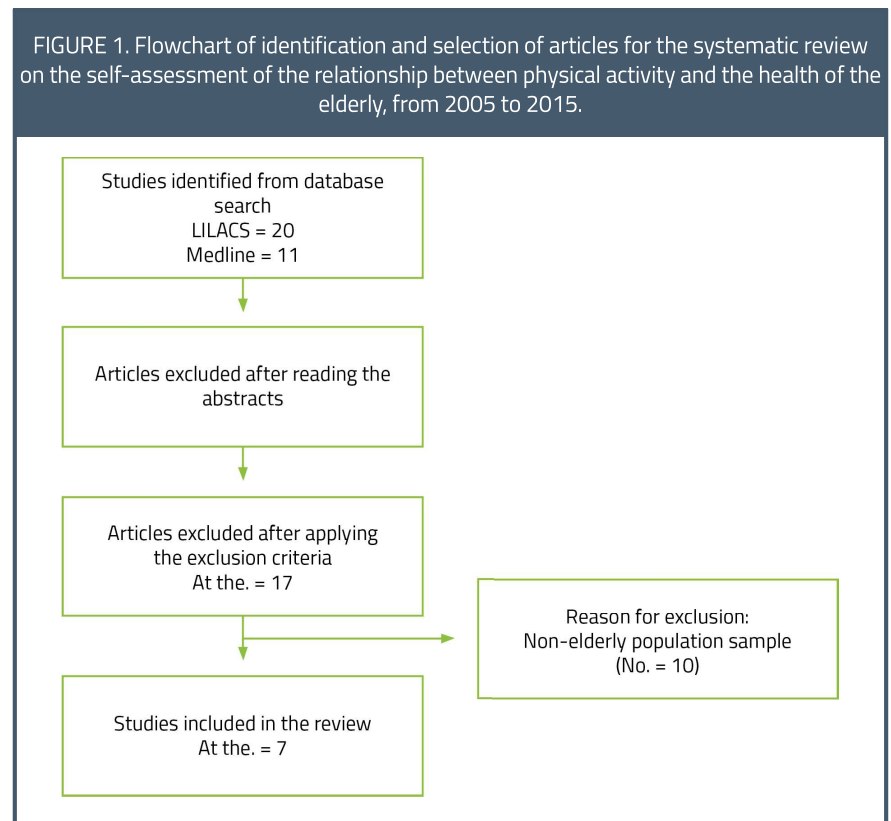 FIGURE 1. Flowchart of identification and selection of articles for the systematic review
on the self-assessment of the relationship between physical activity and the health of the
elderly, from 2005 to 2015.
Studies identified from database
search
LILACS = 20
Medline = 11
Articles excluded after reading the
abstracts
Articles excluded after applying
the exclusion criteria
At the. = 17
Reason for exclusion:
Non-elderly population sample
(No. = 10)
Studies included in the review
At the. = 7